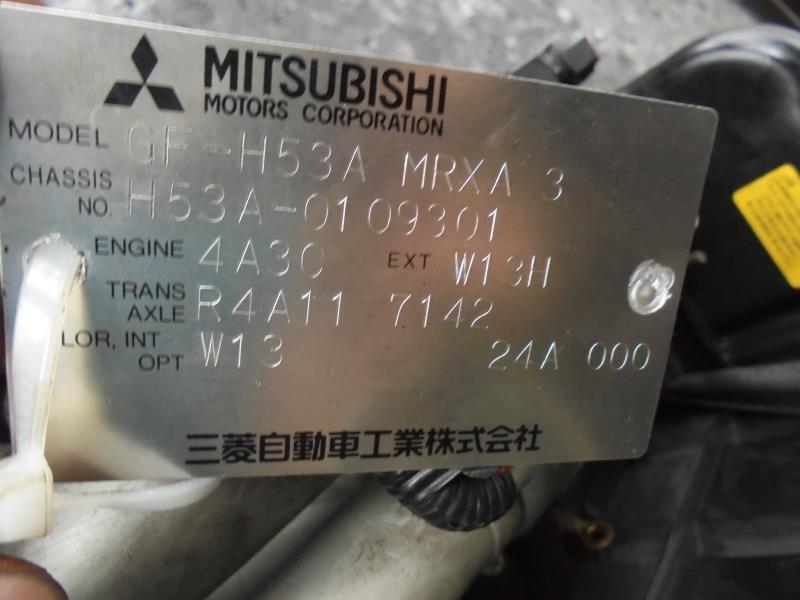 MITSUBISHI
MOTORS CORPORATION
MODEL GF-H53A MRXA 3
CHASSIS NO. H53A-0109301
ENGINE 4A30 EXT W13H
TRANS AXLE R4A11 7142
LOR, INT OPT W13 24A 000
三菱自動車工業株式会社